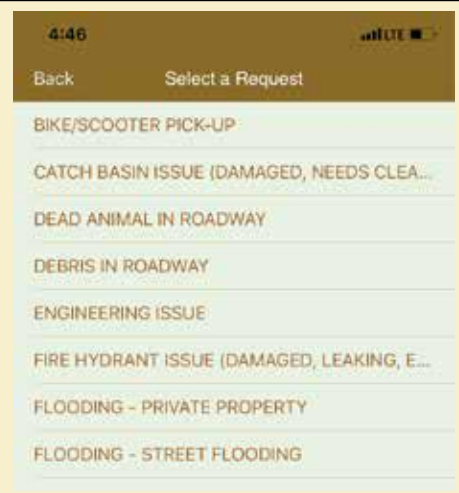 4:46 LTE
Back Select a Request
BIKE/SCOOTER PICK-UP
CATCH BASIN ISSUE (DAMAGED, NEEDS CLEA...
DEAD ANIMAL IN ROADWAY
DEBRIS IN ROADWAY
ENGINEERING ISSUE
FIRE HYDRANT ISSUE (DAMAGED, LEAKING, E...
FLOODING - PRIVATE PROPERTY
FLOODING - STREET FLOODING